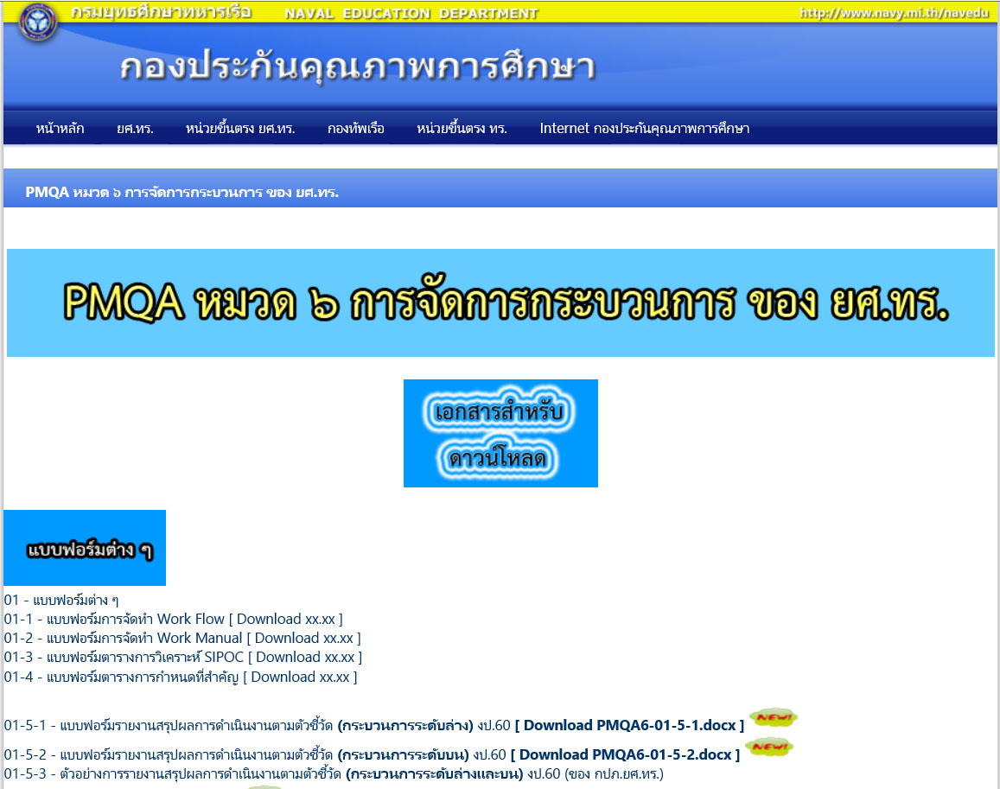 กรมยุทธศึกษาทหารเรือ NAVAL EDUCATION DEPARTMENT http://www.navy.mi.th/navedu
กองประกันคุณภาพการศึกษา
หน้าหลัก ยศ.ทร. หน่วยขึ้นตรง ยศ.ทร. กองทัพเรือ หน่วยขึ้นตรง ทร. Internet กองประกันคุณภาพการศึกษา
PMQA หมวด ๖ การจัดการกระบวนการ ของ ยศ.ทร.
PMQA หมวด ๖ การจัดการกระบวนการ ของ ยศ.ทร.
เอกสารสำหรับ
ดาวน์โหลด
แบบฟอร์มต่าง ๆ
01 - แบบฟอร์มต่าง ๆ
01-1 - แบบฟอร์มการจัดทำ Work Flow [ Download xx.xx ]
01-2 - แบบฟอร์มการจัดทำ Work Manual [ Download xx.xx ]
01-3 - แบบฟอร์มตารางการวิเคราะห์ SIPOC [ Download xx.xx ]
01-4 - แบบฟอร์มตารางการกำหนดที่สำคัญ [ Download xx.xx ]
01-5-1 - แบบฟอร์มรายงานสรุปผลการดำเนินงานตามตัวชี้วัด (กระบวนการระดับล่าง) งป.60 [ Download PMQA6-01-5-1.docx ] NEW!
01-5-2 - แบบฟอร์มรายงานสรุปผลการดำเนินงานตามตัวชี้วัด (กระบวนการระดับบน) งป.60 [ Download PMQA6-01-5-2.docx ] NEW!
01-5-3 - ตัวอย่างการรายงานสรุปผลการดำเนินงานตามตัวชี้วัด (กระบวนการระดับล่างและบน) งป.60 (ของ กปภ.ยศ.ทร.)